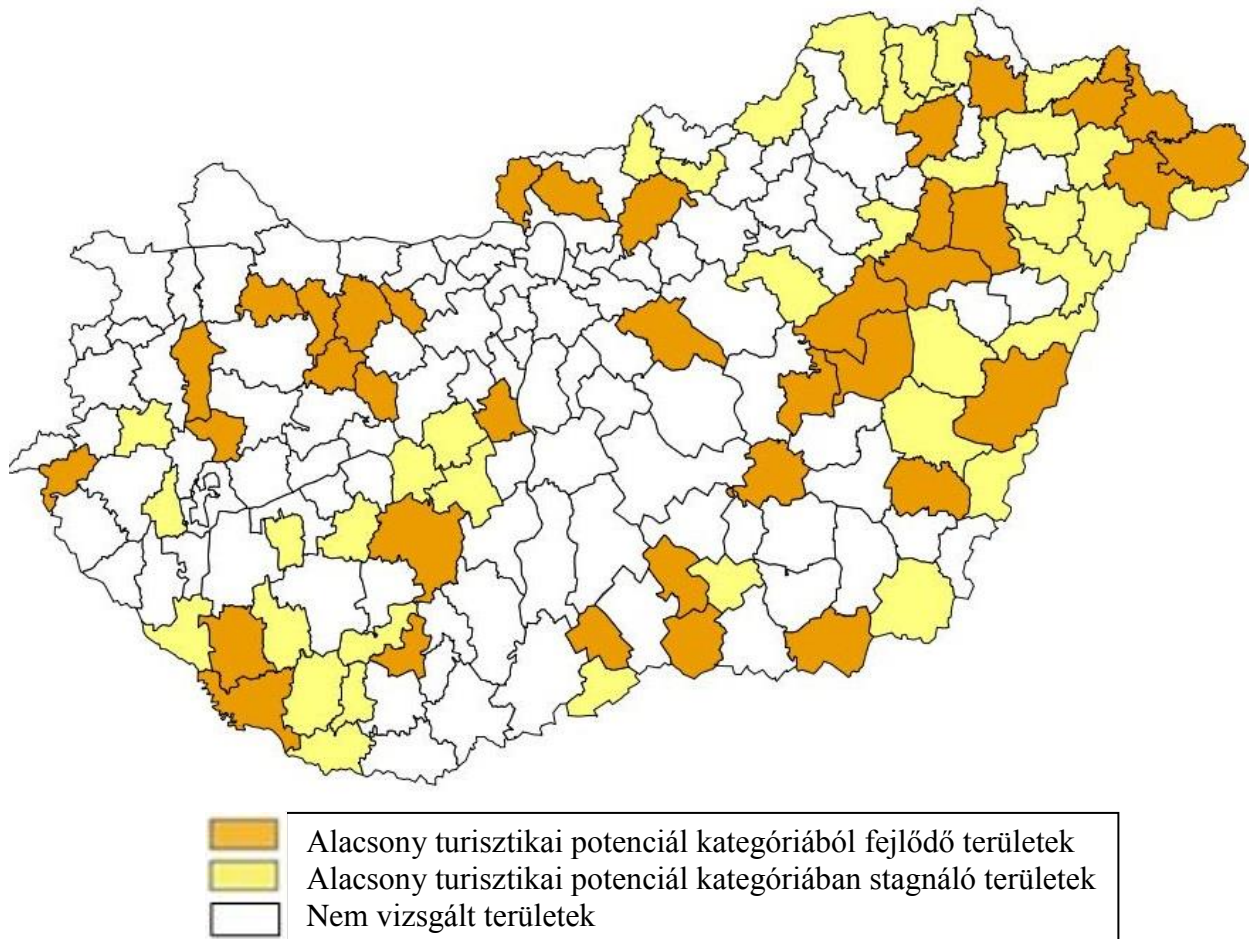 Alacsony turisztikai potenciál kategóriából fejlődő területek
Alacsony turisztikai potenciál kategóriában stagnáló területek
Nem vizsgált területek